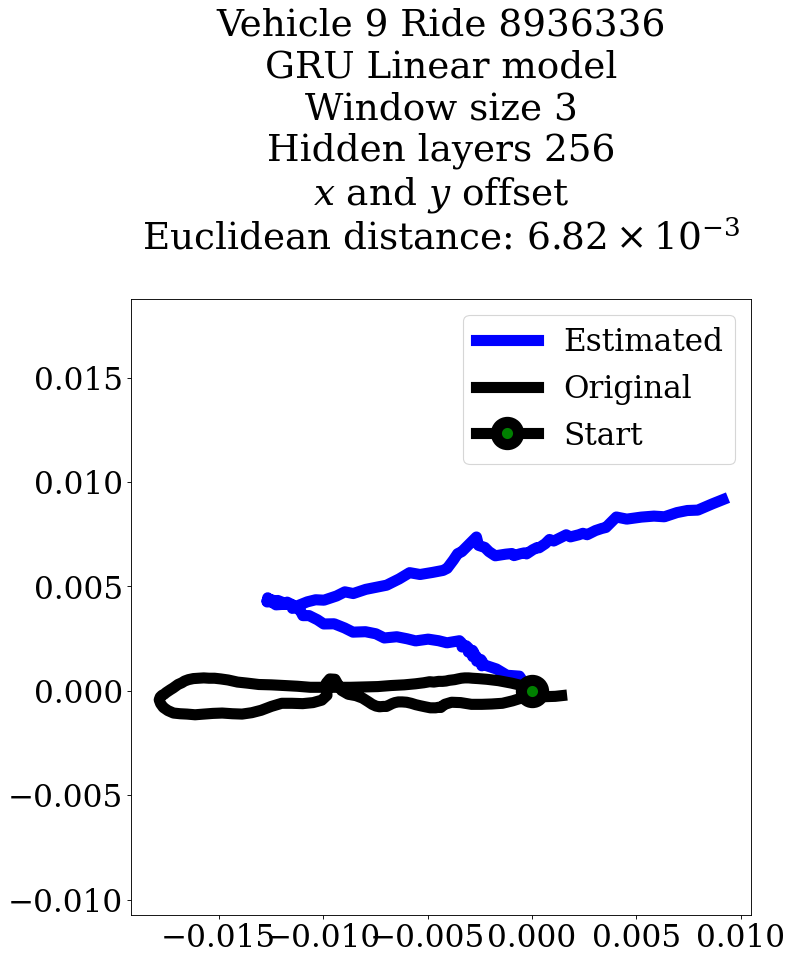 Vehicle 9 Ride 8936336
GRU Linear model
Window size 3
Hidden layers 256
x and y offset
Euclidean distance: 6.82 × 10⁻³
Estimated
Original
Start
0.015
0.010
0.005
0.000
−0.005
−0.010
−0.015 −0.010 −0.005 0.000 0.005 0.010